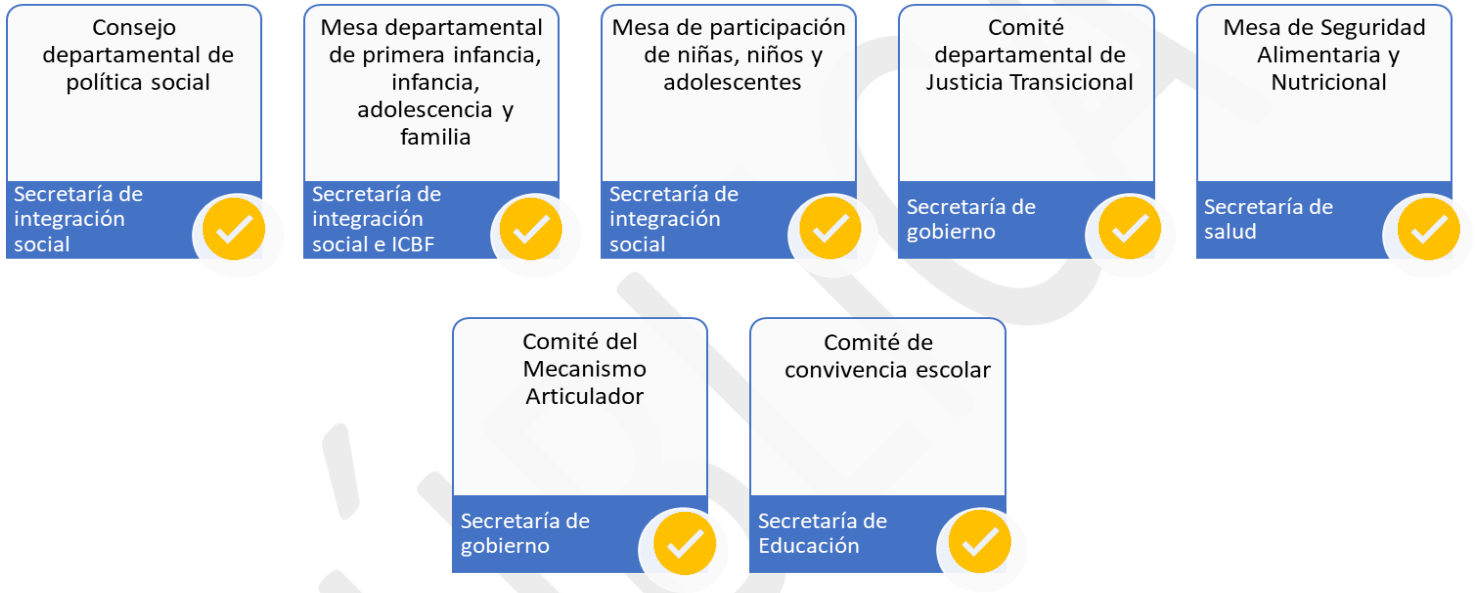 Consejo
departamental de
política social
Secretaría de
integración
social
Mesa departamental
de primera infancia,
infancia,
adolescencia y
familia
Secretaría de
integración
social e ICBF
Mesa de participación
de niñas, niños y
adolescentes
Secretaría de
integración
social
Comité
departamental de
Justicia Transicional
Secretaría de
gobierno
Mesa de Seguridad
Alimentaria y
Nutricional
Secretaría de
salud
Comité del
Mecanismo
Articulador
Secretaría de
gobierno
Comité de
convivencia escolar
Secretaría de
Educación